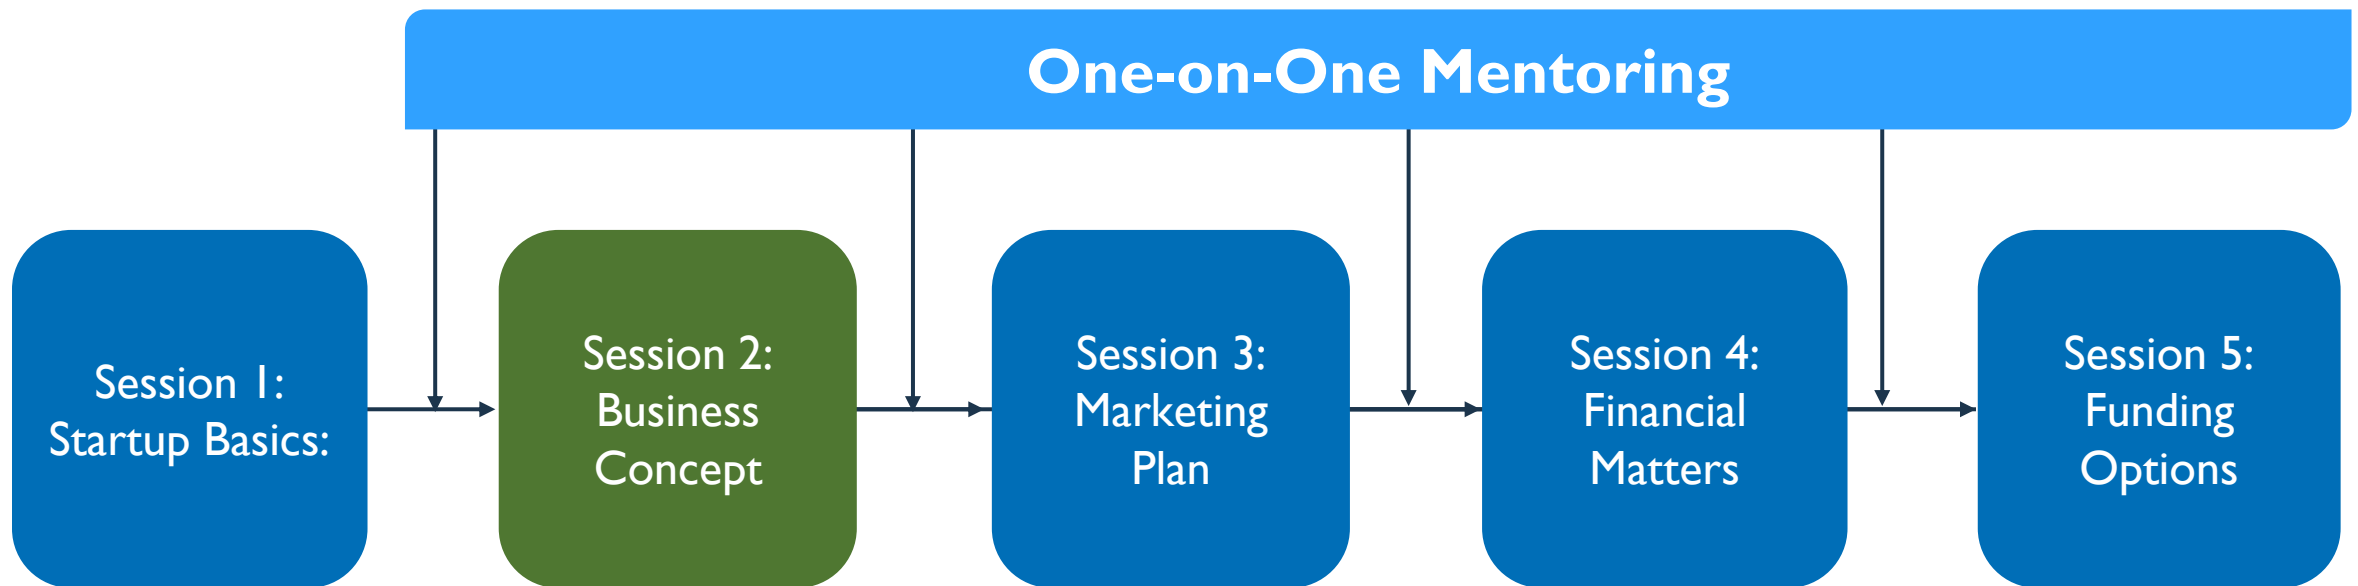 One-on-One Mentoring
Session 1:
Startup Basics:
Session 2:
Business
Concept
Session 3:
Marketing
Plan
Session 4:
Financial
Matters
Session 5:
Funding
Options